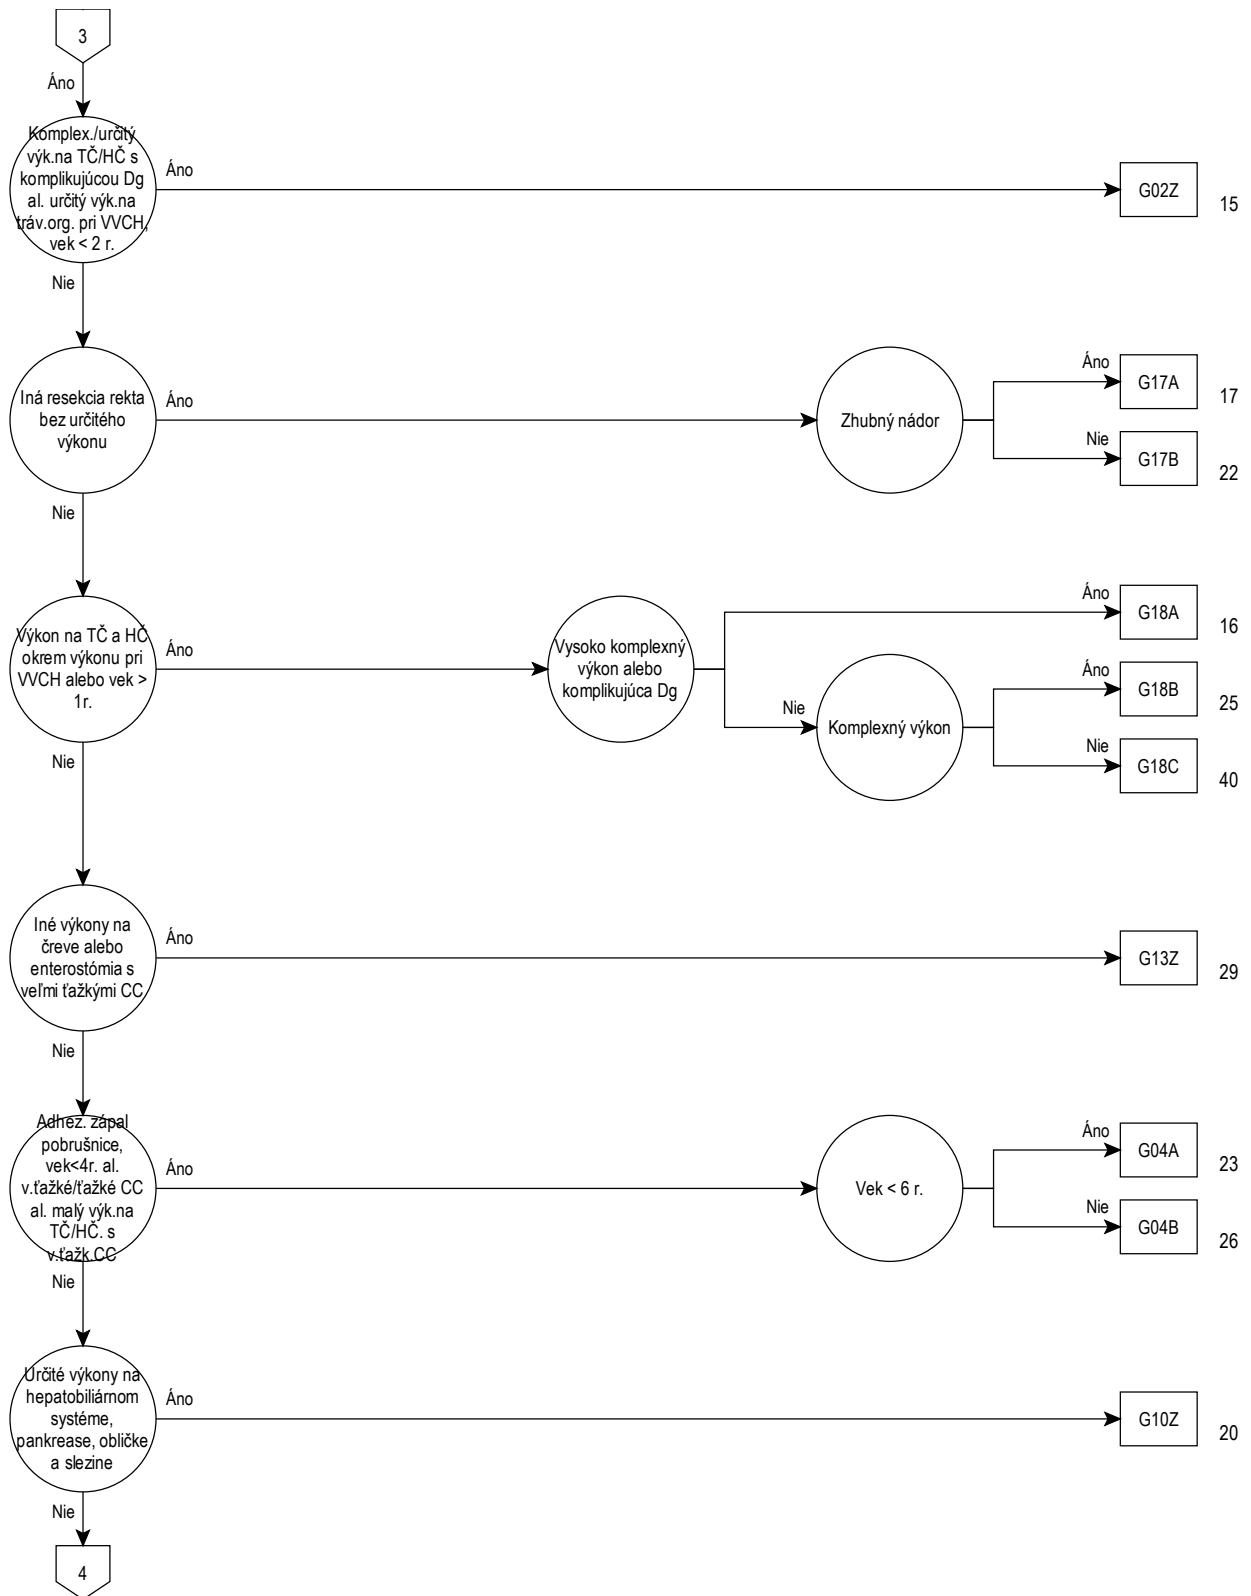 3
Áno
Komplex./určitý
výk.na TČ/HČ s
komplikujúcou Dg
al. určitý výk.na
tráv.org. pri VVCH,
vek < 2 r.
Áno
G02Z
15
Nie
Iná resekcia rekta
bez určitého
výkonu
Áno
Zhubný nádor
Áno
G17A
17
Nie
G17B
22
Nie
Výkon na TČ a HČ
okrem výkonu pri
VVCH alebo vek >
1r.
Áno
Vysoko komplexný
výkon alebo
komplikujúca Dg
Áno
G18A
16
Nie
Komplexný výkon
Áno
G18B
25
Nie
G18C
40
Nie
Iné výkony na
čreve alebo
enterostómia s
veľmi ťažkými CC
Áno
G13Z
29
Nie
Adhez. zápal
pobrušnice,
vek<4r. al.
v.ťažké/ťažké CC
al. malý výk.na
TČ/HČ. s
v.ťažk.CC
Áno
Vek < 6 r.
Áno
G04A
23
Nie
G04B
26
Nie
Určité výkony na
hepatobiliárnom
systéme,
pankrease, obličke
a slezine
Áno
G10Z
20
Nie
4